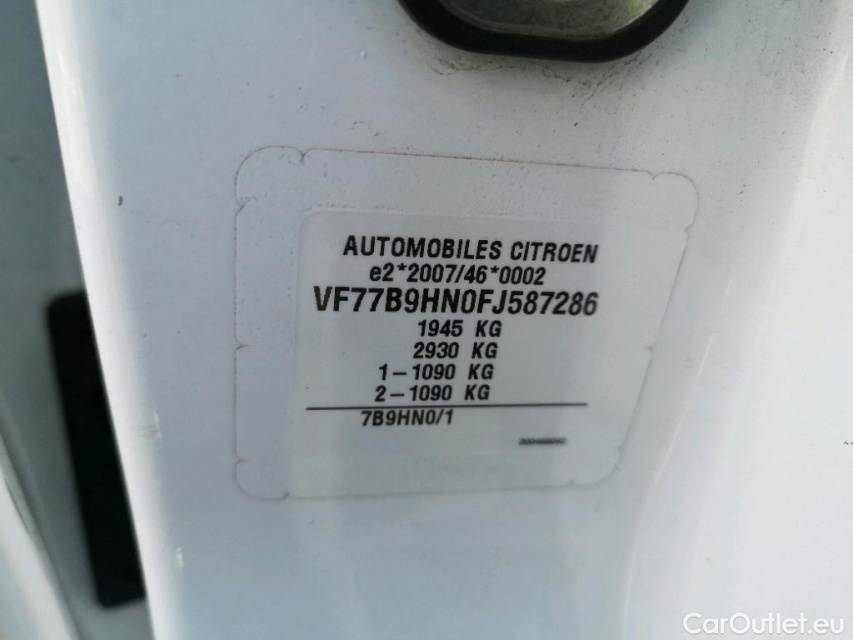 AUTOMOBILES CITROEN
e2*2007/46*0002
VF77B9HN0FJ587286
1945 KG
2930 KG
1-1090 KG
2-1090 KG
7B9HN0/1
CarOutlet.eu